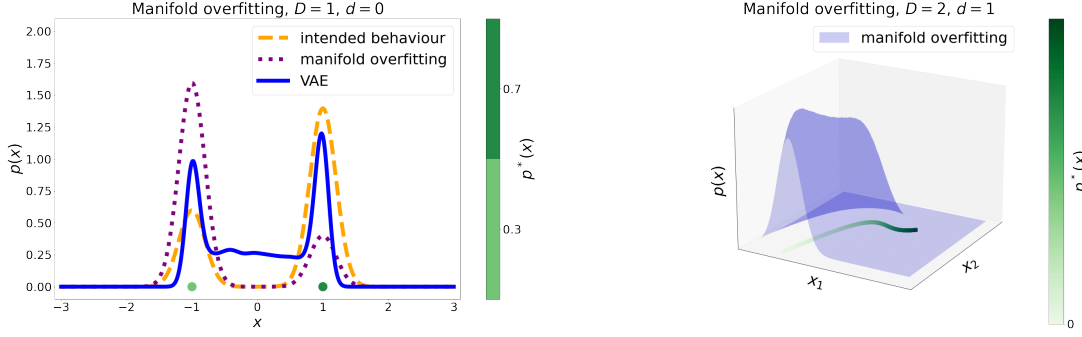 Manifold overfitting, D = 1, d = 0
2.00
1.75
1.50
1.25
1.00
0.75
0.50
0.25
0.00
p(x)
intended behaviour
manifold overfitting
VAE
−3
−2
−1
0
1
2
3
x
0.7
0.3
p*(x)
Manifold overfitting, D = 2, d = 1
manifold overfitting
p(x)
x₁
x₂
0
p*(x)